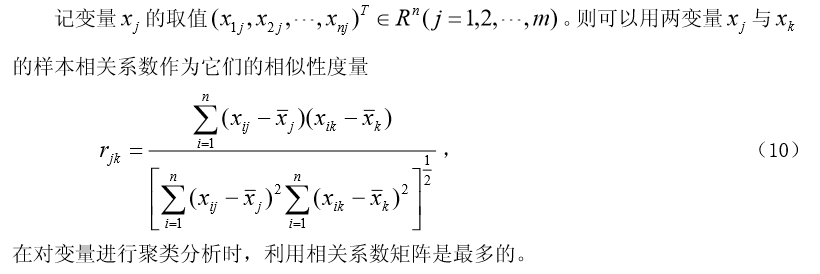 记变量 $x_j$ 的取值 $(x_{1j}, x_{2j}, \cdots, x_{nj})^T \in R^n (j = 1,2,\cdots,m)$。则可以用两变量 $x_j$ 与 $x_k$
的样本相关系数作为它们的相似性度量
$r_{jk} = \dfrac{\sum_{i=1}^{n}(x_{ij} - \bar{x}_j)(x_{ik} - \bar{x}_k)}{\left[\sum_{i=1}^{n}(x_{ij} - \bar{x}_j)^2 \sum_{i=1}^{n}(x_{ik} - \bar{x}_k)^2\right]^{\frac{1}{2}}}$, (10)
在对变量进行聚类分析时，利用相关系数矩阵是最多的。